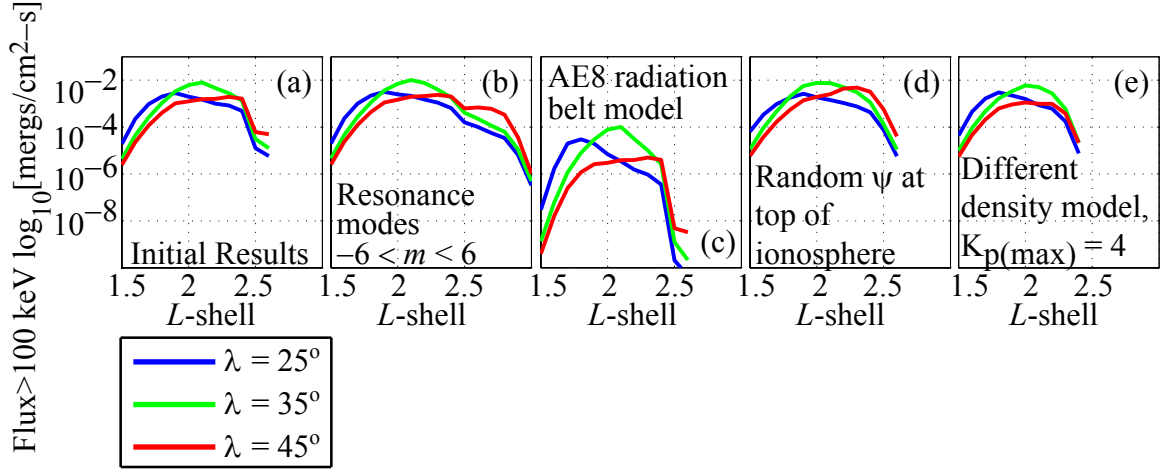 Flux>100 keV log10[mergs/cm2–s]
10−2
10−4
10−6
10−8
(a)
Initial Results
1.5 2 2.5
L-shell
(b)
Resonance
modes
−6 < m < 6
1.5 2 2.5
L-shell
AE8 radiation
belt model
(c)
1.5 2 2.5
L-shell
(d)
Random ψ at
top of
ionosphere
1.5 2 2.5
L-shell
(e)
Different
density model,
Kp(max) = 4
1.5 2 2.5
L-shell
λ = 25o
λ = 35o
λ = 45o